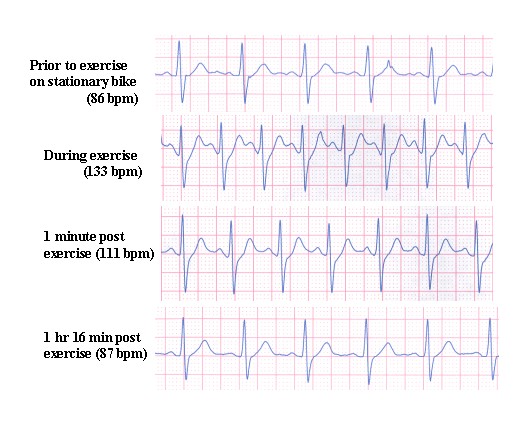 Prior to exercise
on stationary bike
(86 bpm)
During exercise
(133 bpm)
1 minute post
exercise (111 bpm)
1 hr 16 min post
exercise (87 bpm)